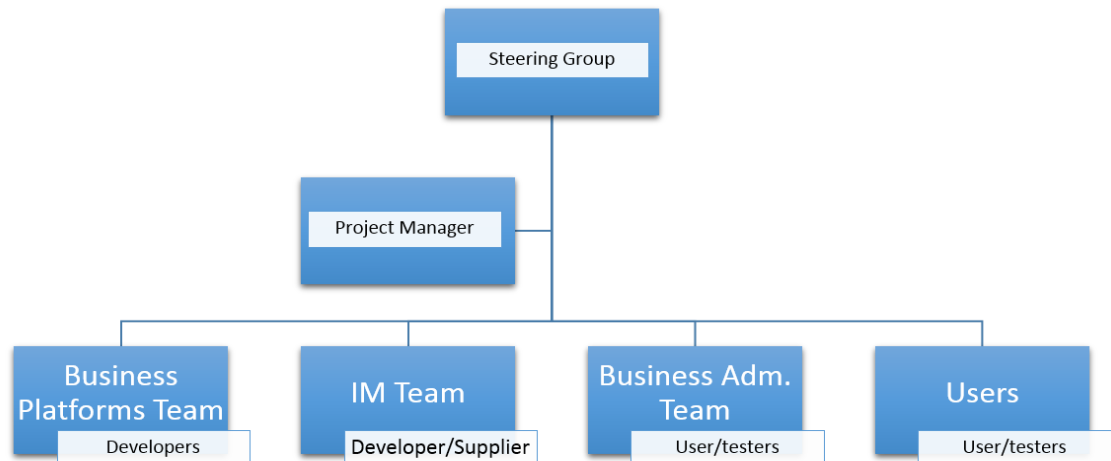 Steering Group
Project Manager
Business
Platforms Team
Developers
IM Team
Developer/Supplier
Business Adm.
Team
User/testers
Users
User/testers